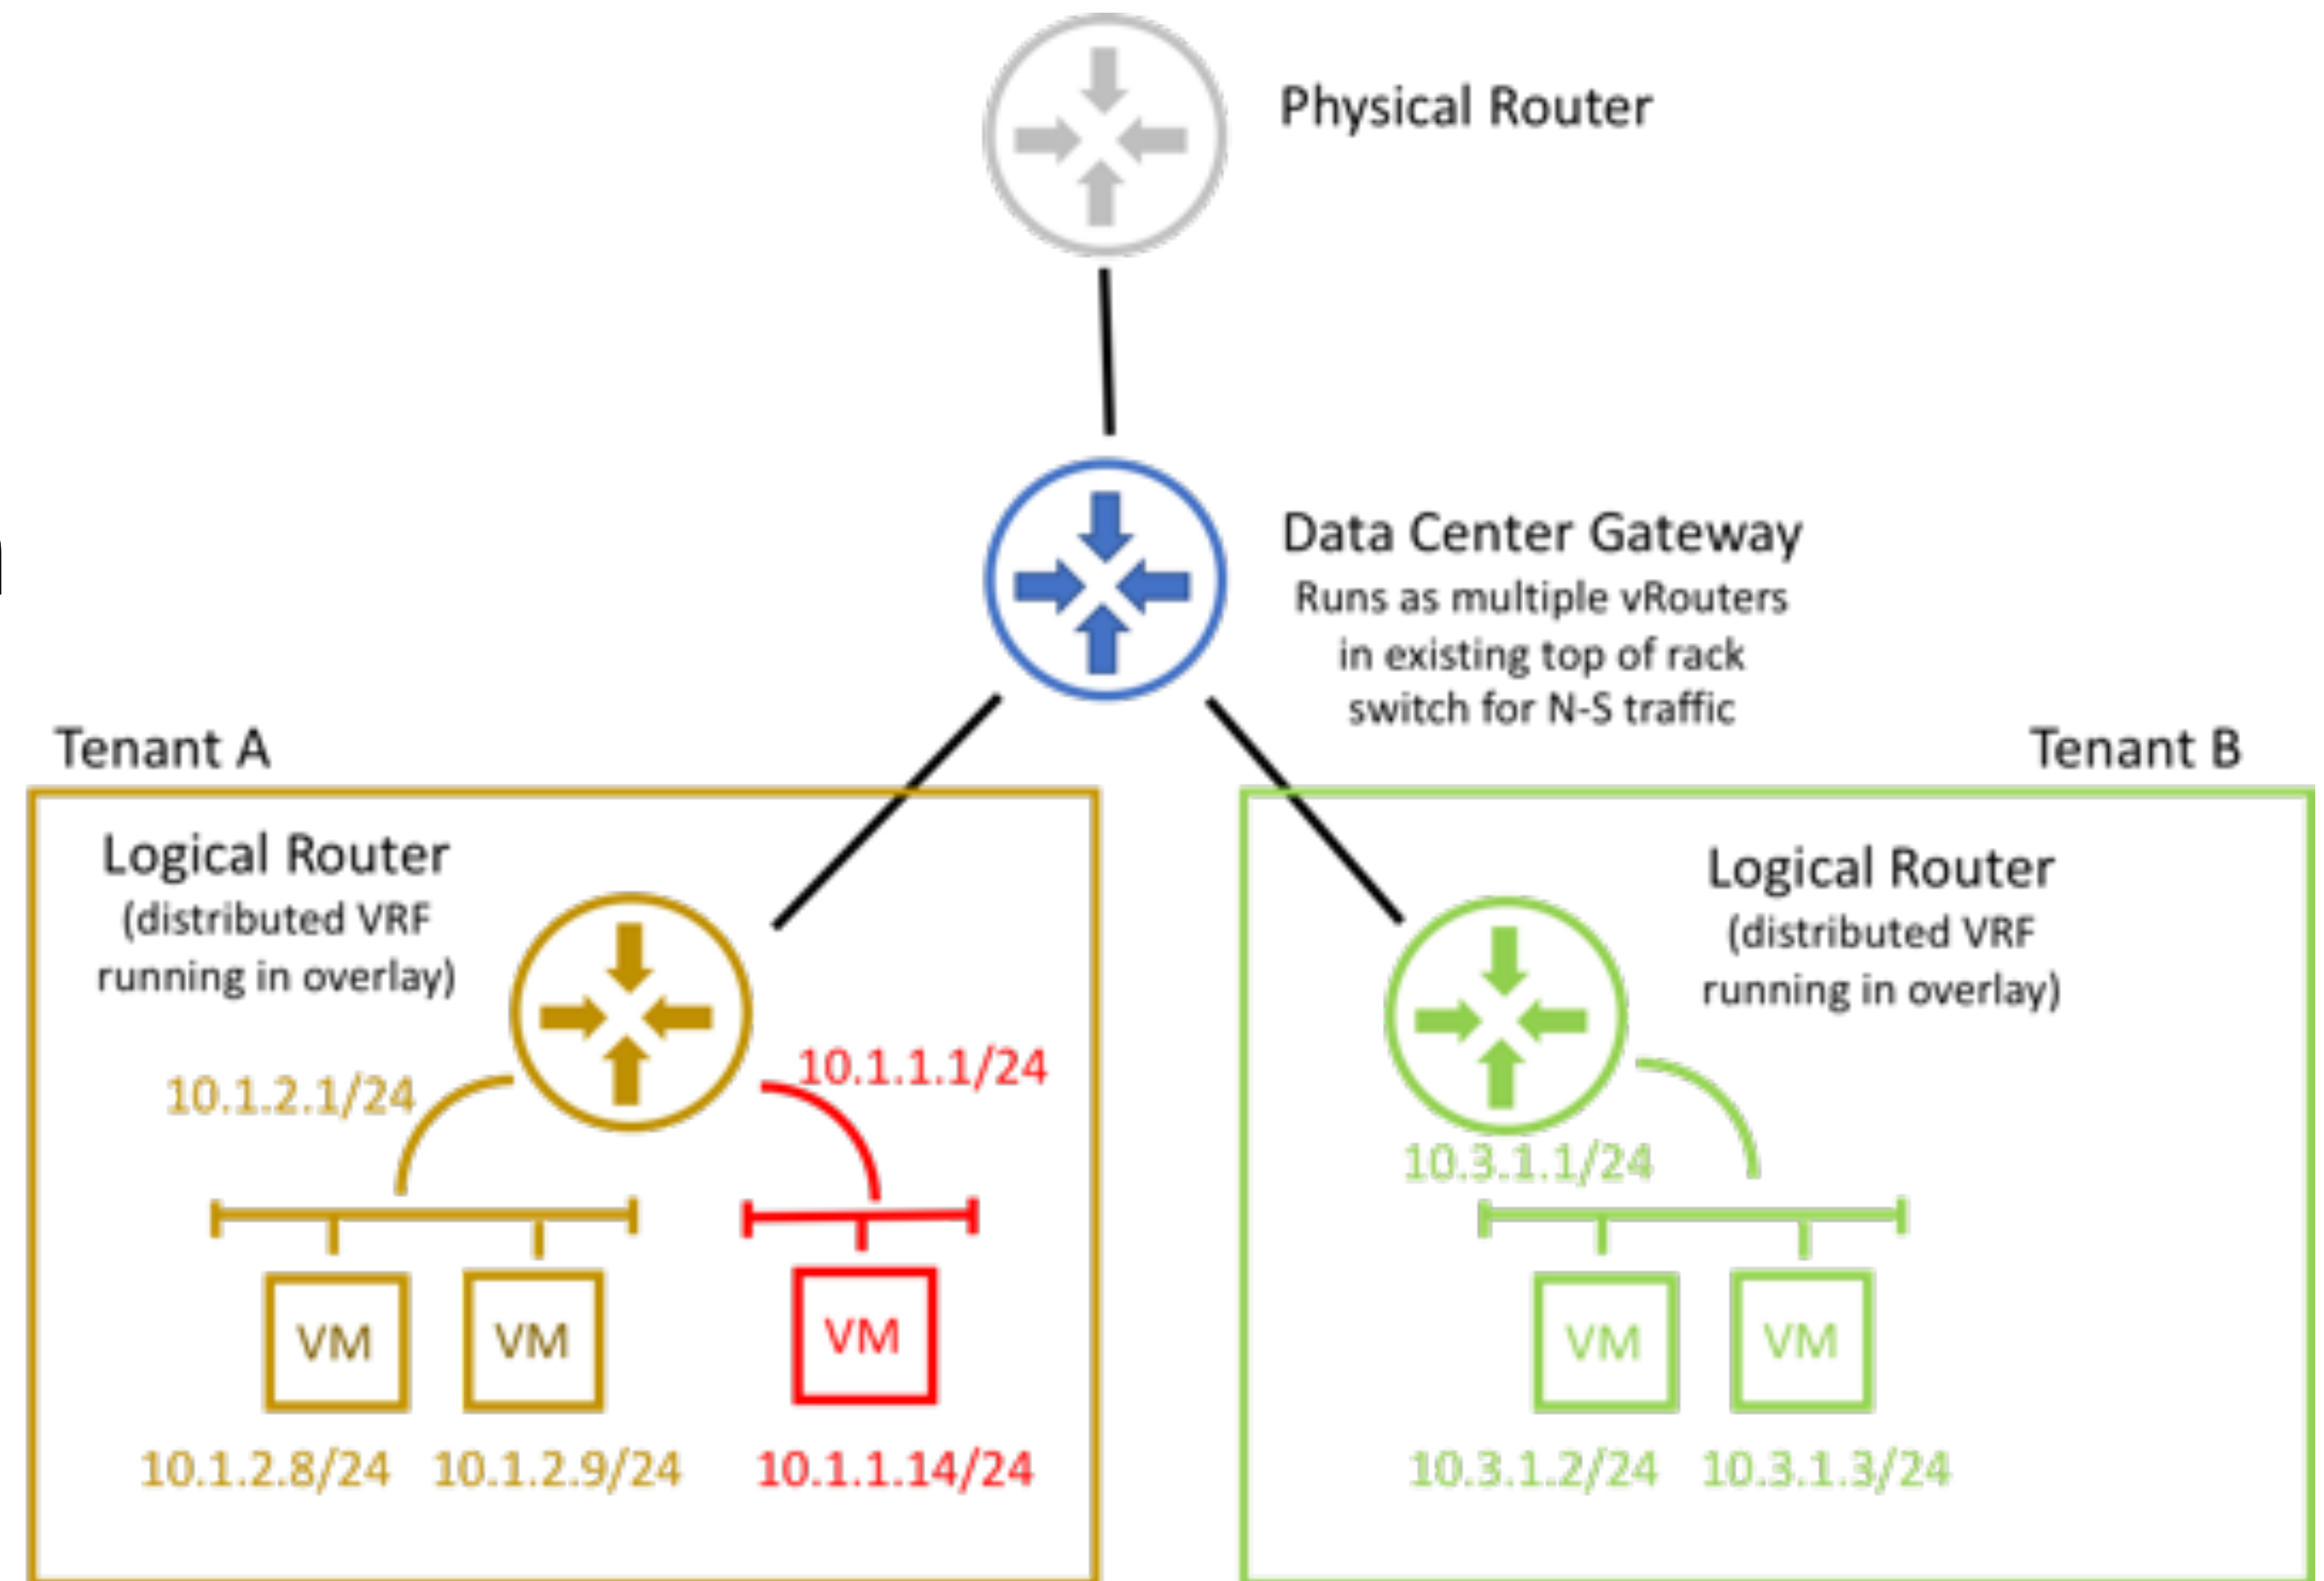 Physical Router
Data Center Gateway
Runs as multiple vRouters
in existing top of rack
switch for N-S traffic
Tenant A
Tenant B
Logical Router
(distributed VRF
running in overlay)
Logical Router
(distributed VRF
running in overlay)
10.1.2.1/24
10.1.1.1/24
10.3.1.1/24
VM
VM
VM
VM
VM
10.1.2.8/24
10.1.2.9/24
10.1.1.14/24
10.3.1.2/24
10.3.1.3/24